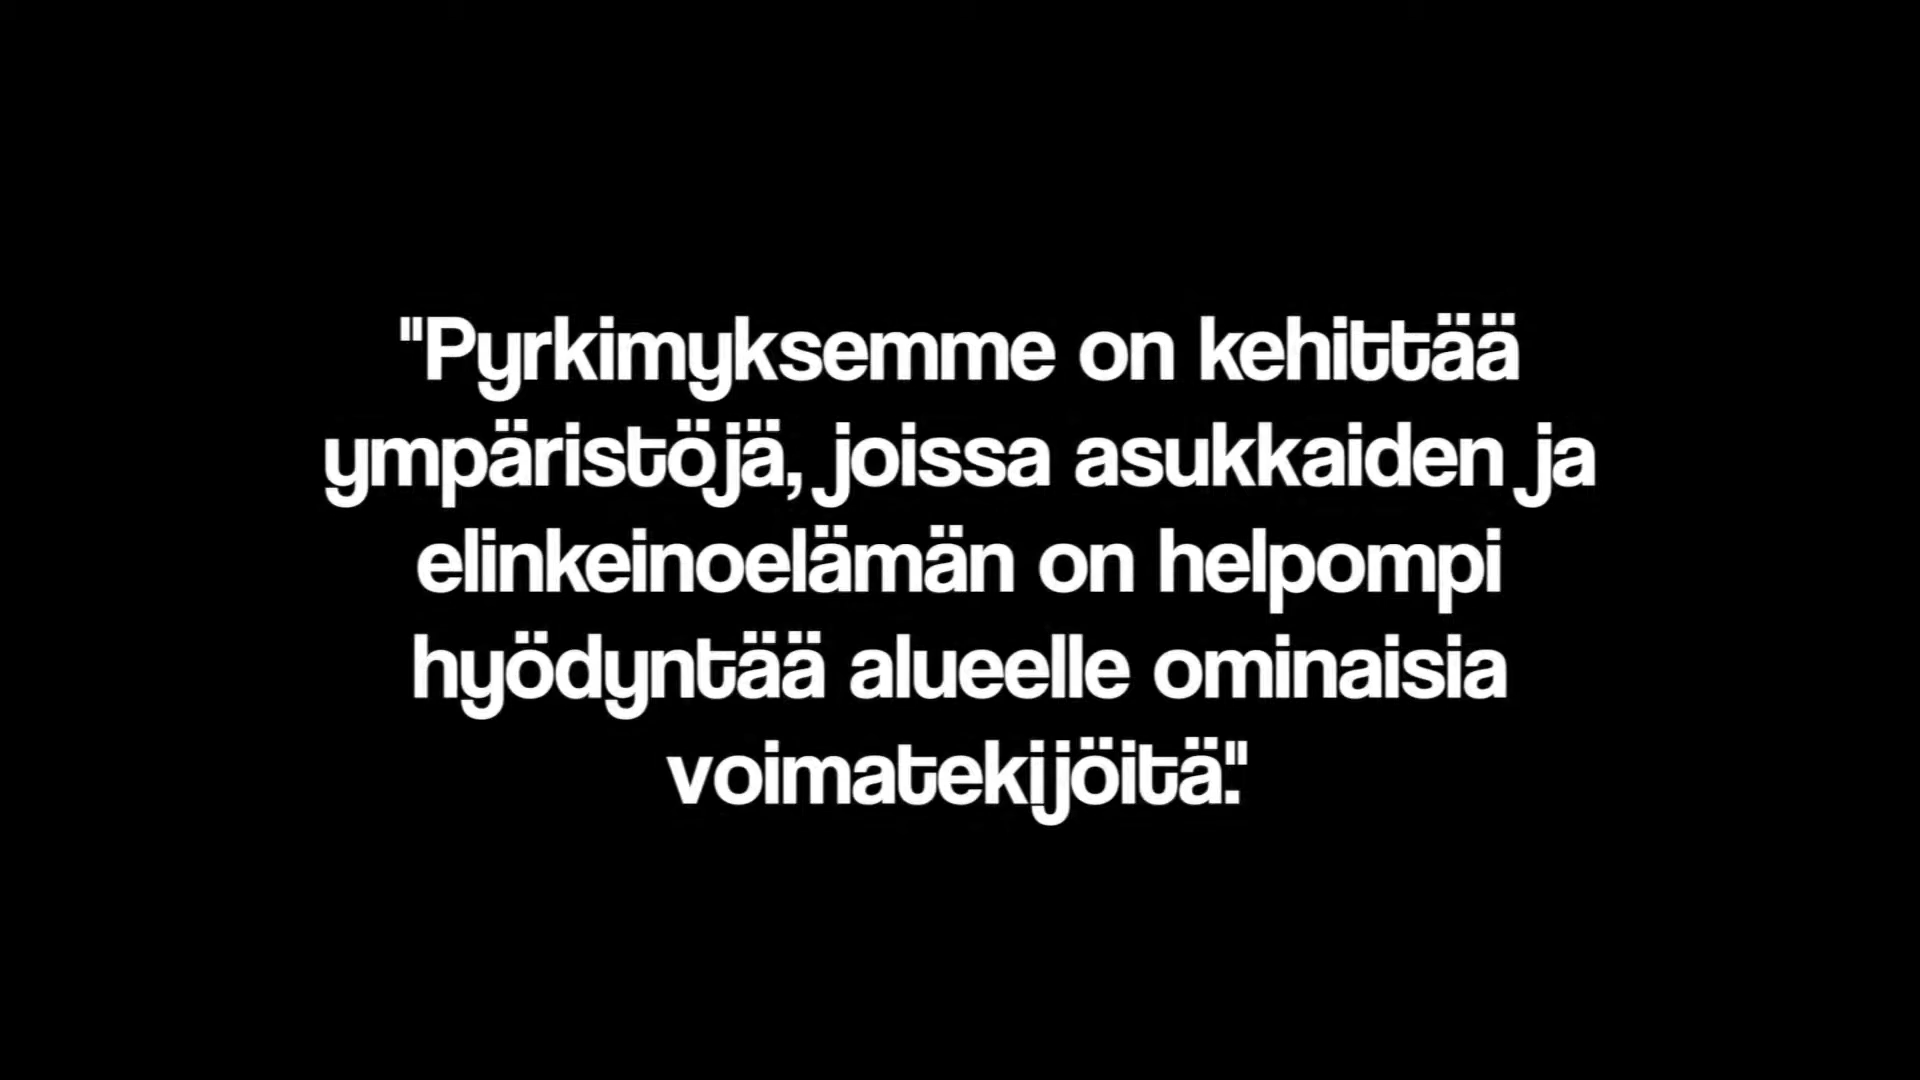 "Pyrkimyksemme on kehittää
ympäristöjä, joissa asukkaiden ja
elinkeinoelämän on helpompi
hyödyntää alueelle ominaisia
voimatekijöitä."